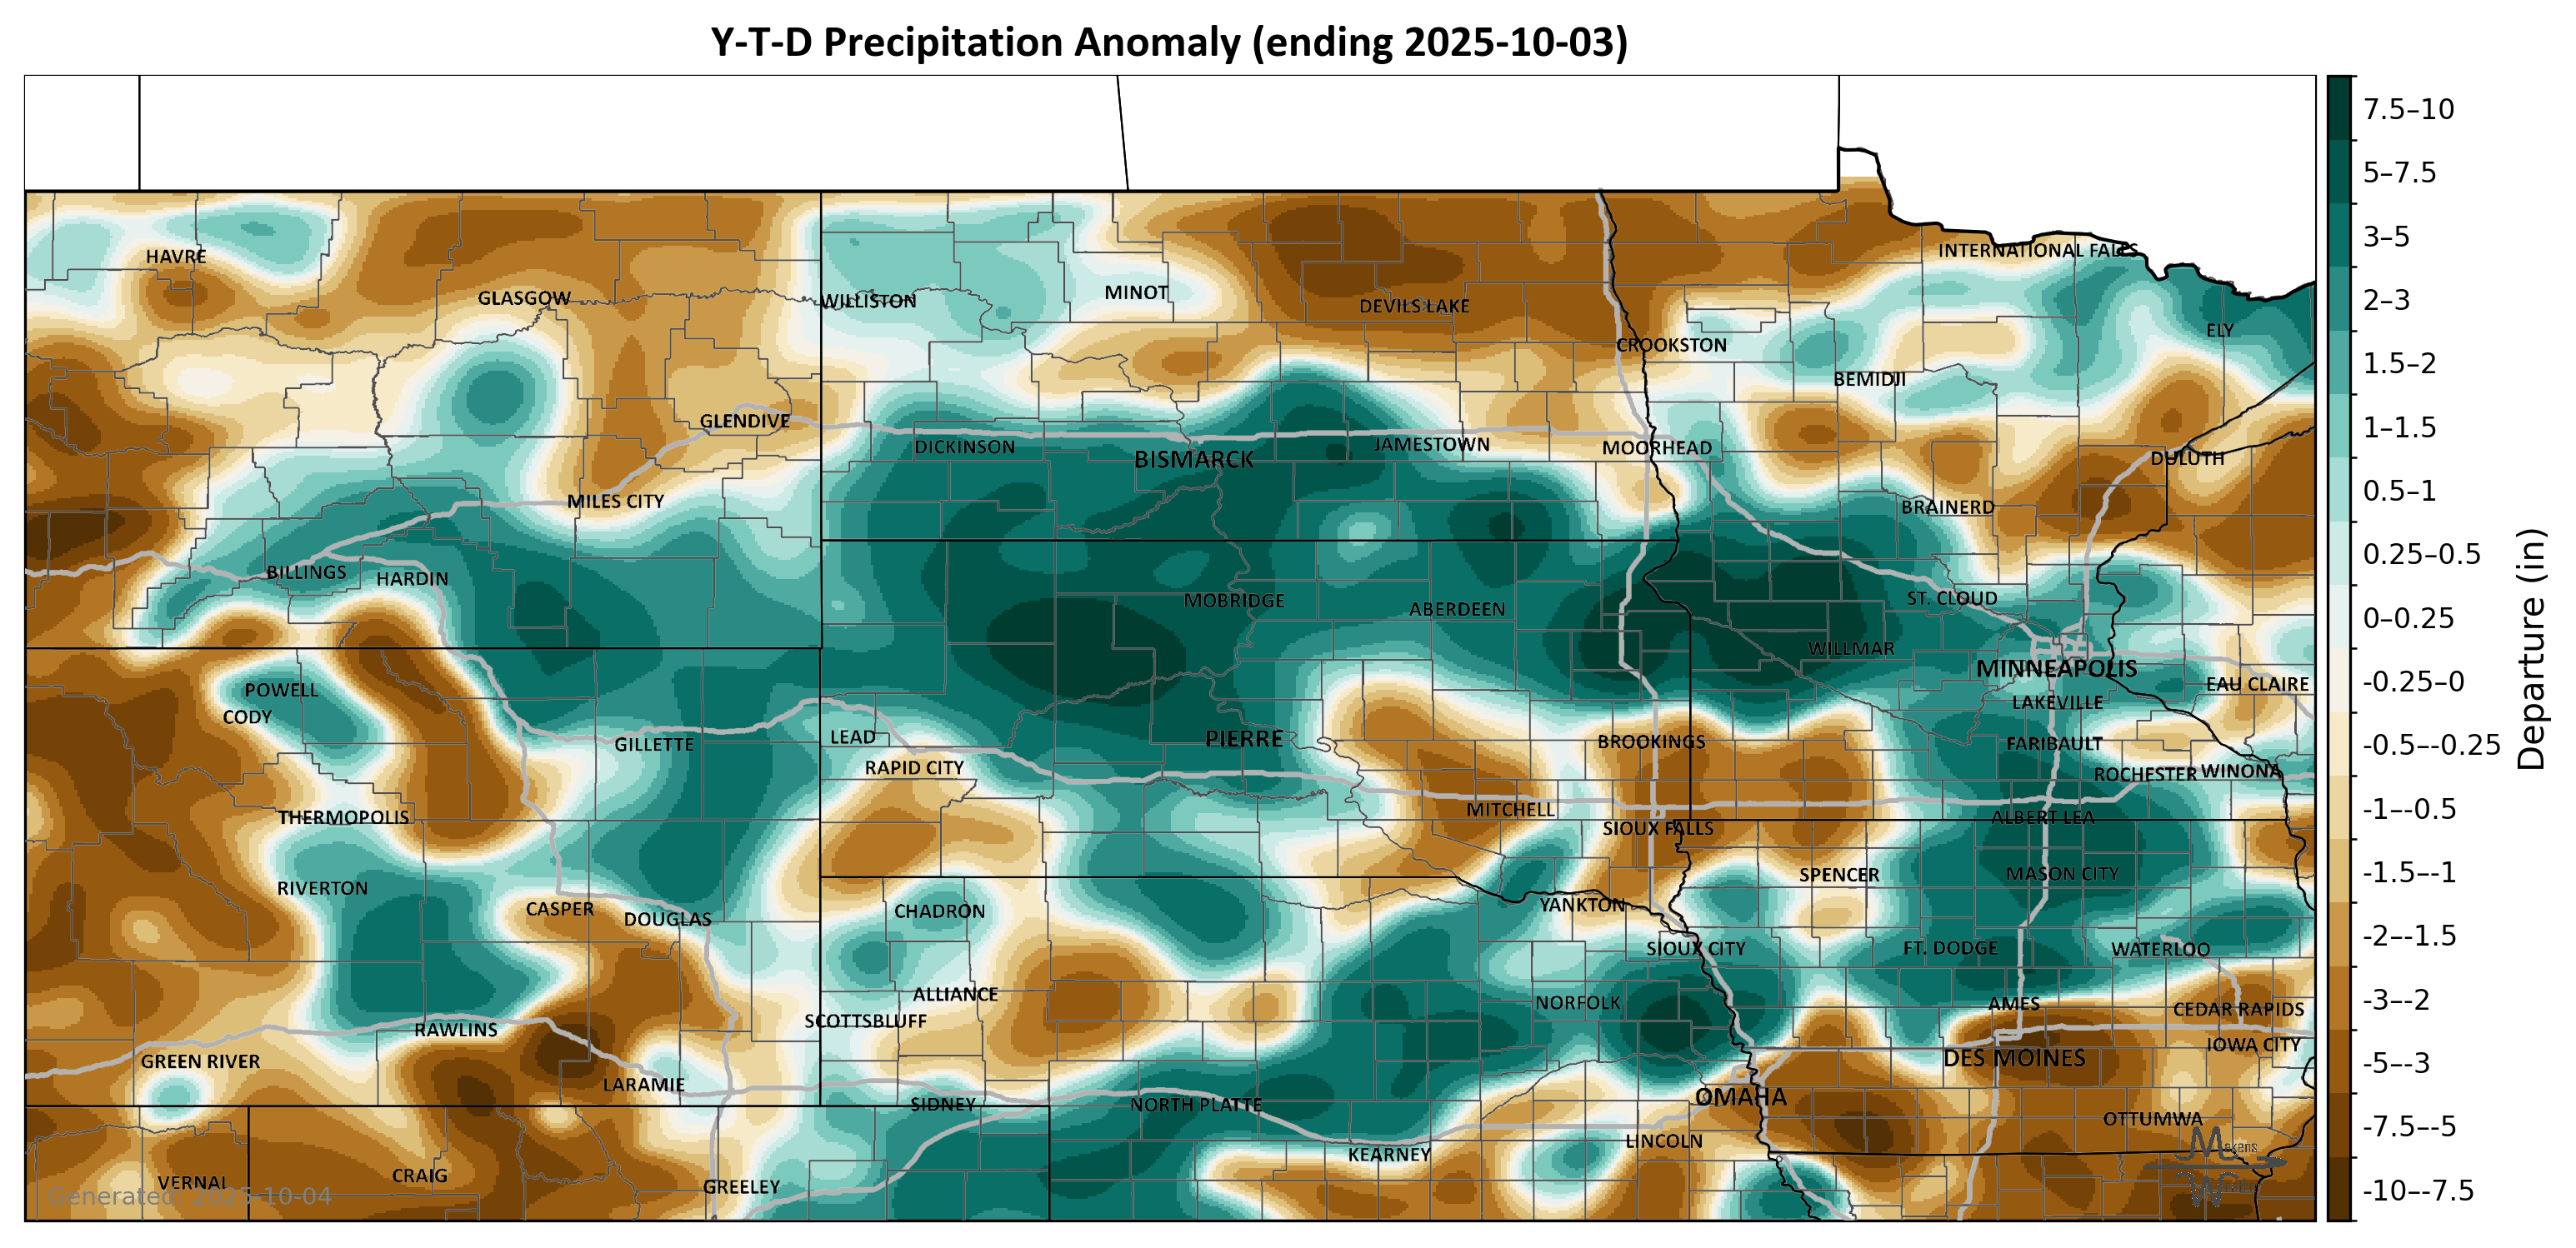 Y-T-D Precipitation Anomaly (ending 2025-10-03)
7.5–10
5–7.5
3–5
2–3
1.5–2
1–1.5
0.5–1
0.25–0.5
0–0.25
-0.25–0
-0.5–-0.25
-1–-0.5
-1.5–-1
-2–-1.5
-3–-2
-5–-3
-7.5–-5
-10–-7.5
Departure (in)
HAVRE
GLASGOW
WILLISTON
MINOT
DEVILS LAKE
INTERNATIONAL FALLS
ELY
CROOKSTON
BEMIDJI
GLENDIVE
DICKINSON
BISMARCK
JAMESTOWN
MOORHEAD
DULUTH
MILES CITY
BRAINERD
BILLINGS
HARDIN
MOBRIDGE
ABERDEEN
ST. CLOUD
WILLMAR
MINNEAPOLIS
EAU CLAIRE
POWELL
CODY
LAKEVILLE
GILLETTE
LEAD
PIERRE
BROOKINGS
FARIBAULT
RAPID CITY
ROCHESTER
WINONA
THERMOPOLIS
MITCHELL
SIOUX FALLS
ALBERT LEA
RIVERTON
SPENCER
MASON CITY
CASPER
DOUGLAS
CHADRON
YANKTON
SIOUX CITY
FT. DODGE
WATERLOO
ALLIANCE
NORFOLK
AMES
CEDAR RAPIDS
SCOTTSBLUFF
RAWLINS
IOWA CITY
GREEN RIVER
DES MOINES
LARAMIE
SIDNEY
NORTH PLATTE
OMAHA
OTTUMWA
LINCOLN
KEARNEY
VERNAL
CRAIG
GREELEY
Generated: 2025-10-04
Makens